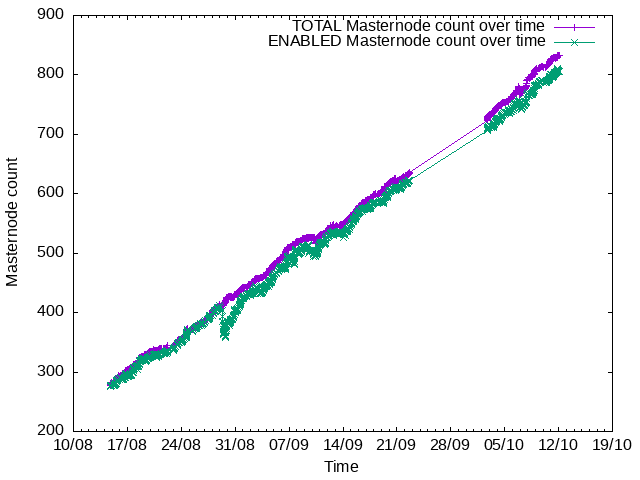 TOTAL Masternode count over time
ENABLED Masternode count over time
900
800
700
600
500
400
300
200
Masternode count
10/08 17/08 24/08 31/08 07/09 14/09 21/09 28/09 05/10 12/10 19/10
Time